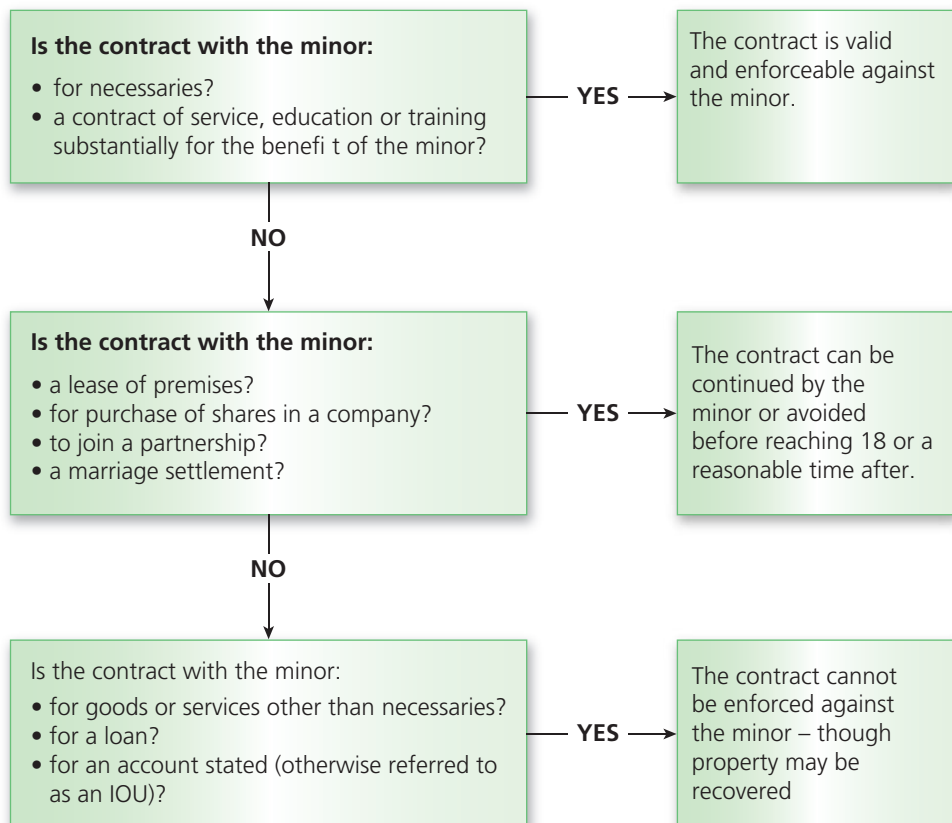 Is the contract with the minor:
• for necessaries?
• a contract of service, education or training
substantially for the benefi t of the minor?
YES
The contract is valid
and enforceable against
the minor.
NO
Is the contract with the minor:
• a lease of premises?
• for purchase of shares in a company?
• to join a partnership?
• a marriage settlement?
YES
The contract can be
continued by the
minor or avoided
before reaching 18 or a
reasonable time after.
NO
Is the contract with the minor:
• for goods or services other than necessaries?
• for a loan?
• for an account stated (otherwise referred to
as an IOU)?
YES
The contract cannot
be enforced against
the minor – though
property may be
recovered